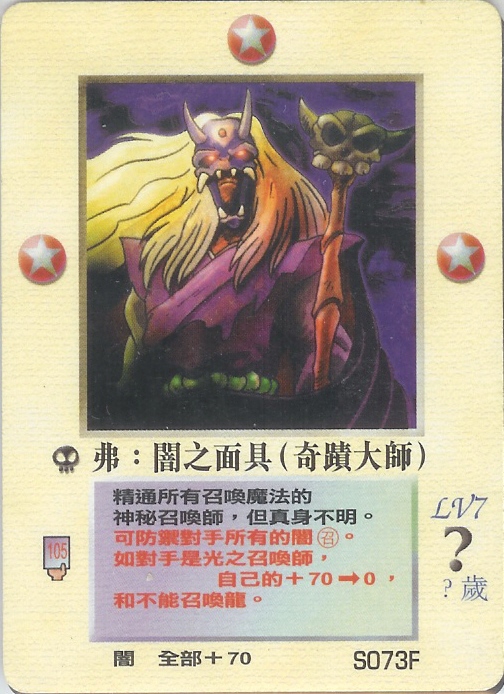 弗：闇之面具(奇蹟大師)
精通所有召喚魔法的
神秘召喚師，但真身不明。
可防禦對手所有的闇㊣召
如對手是光之召喚師，
自己的＋70➡0，
和不能召喚龍。
105
LV7
?
?歲
闇 全部＋70
S073F